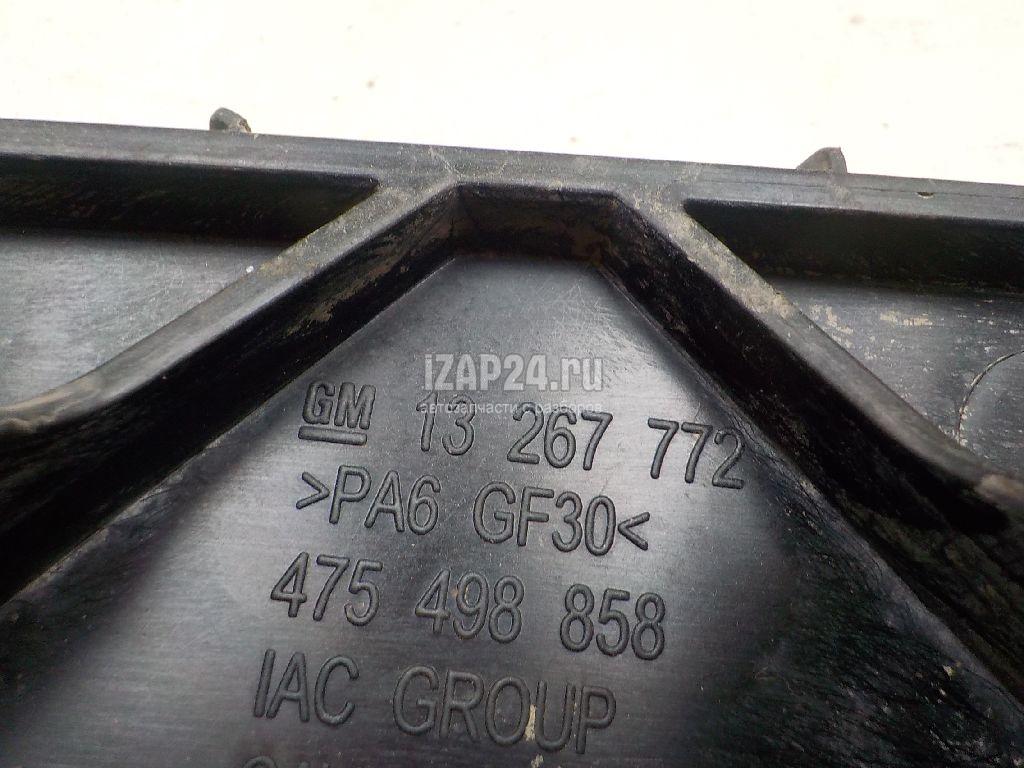 iZAP24.ru
автозапчасти с разборок
GM 13 267 772
>PA6 GF30<
475 498 858
IAC GROUP